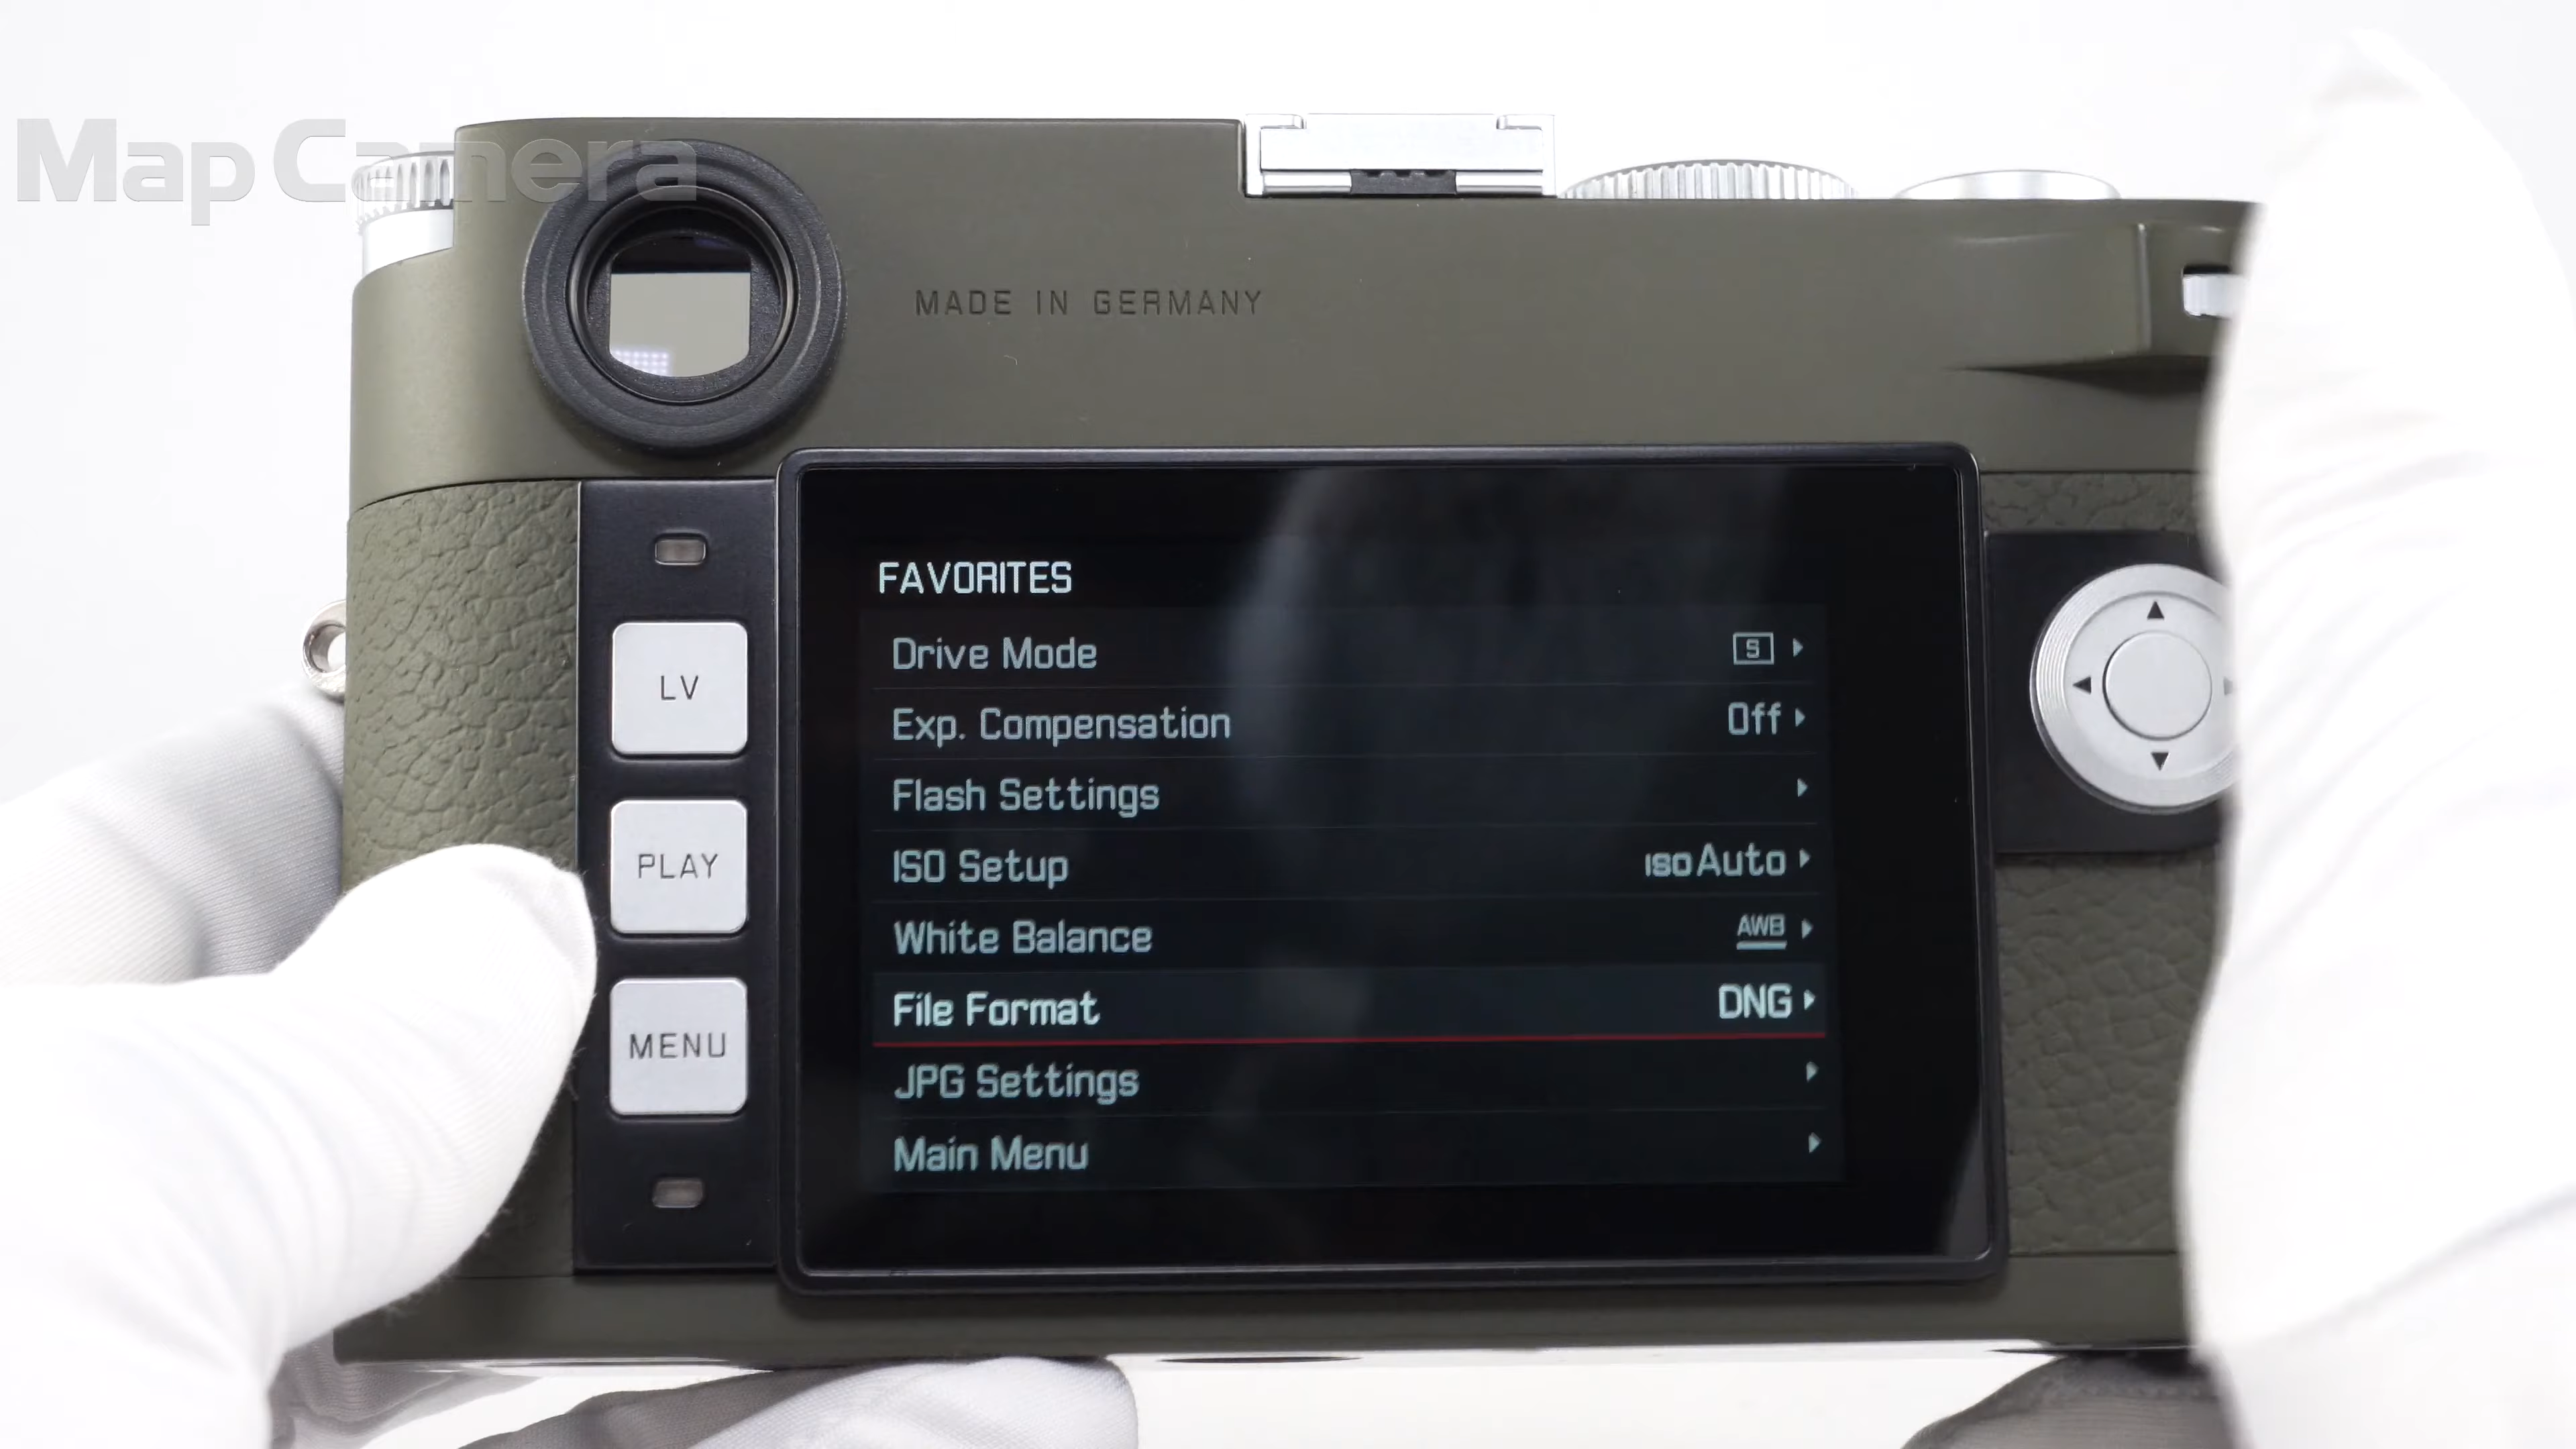 Map Camera
MADE IN GERMANY
FAVORITES
Drive Mode S
Exp. Compensation Off
Flash Settings
ISO Setup ISO Auto
White Balance AWB
File Format DNG
JPG Settings
Main Menu
LV
PLAY
MENU